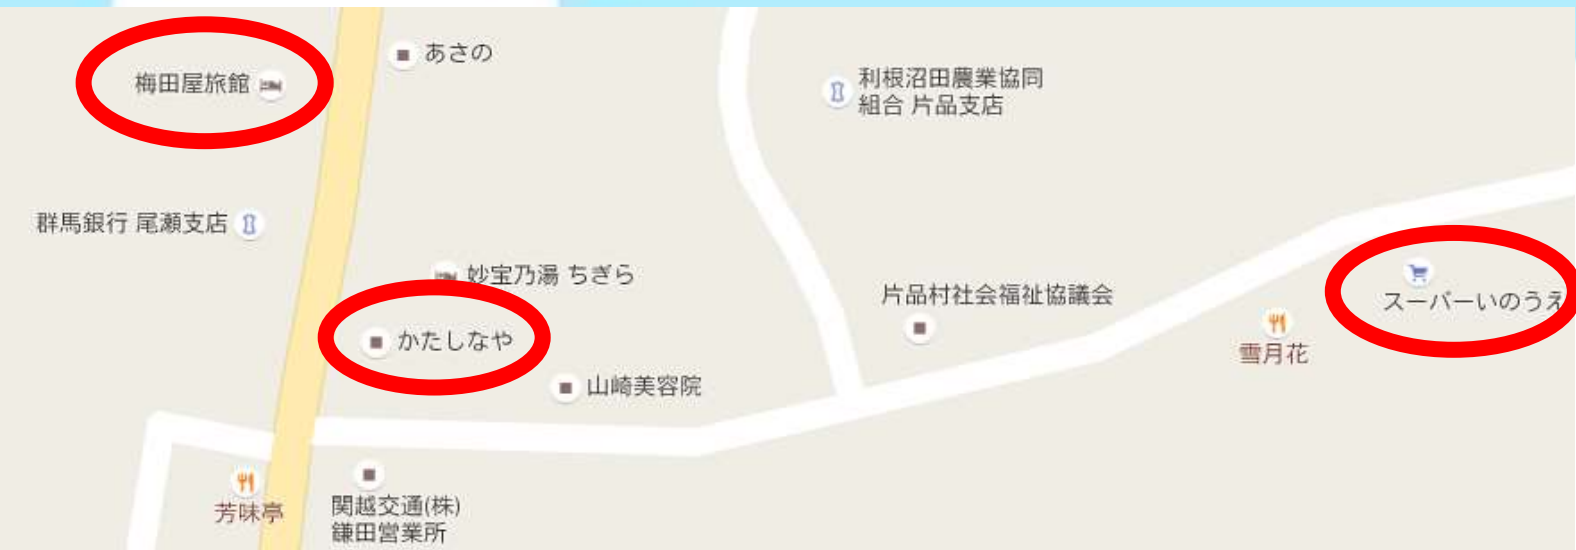 あさの
梅田屋旅館
利根沼田農業協同
組合 片品支店
群馬銀行 尾瀬支店
妙宝乃湯 ちぎら
片品村社会福祉協議会
スーパーいのうえ
かたしなや
雪月花
山崎美容院
芳味亭
関越交通(株)
鎌田営業所